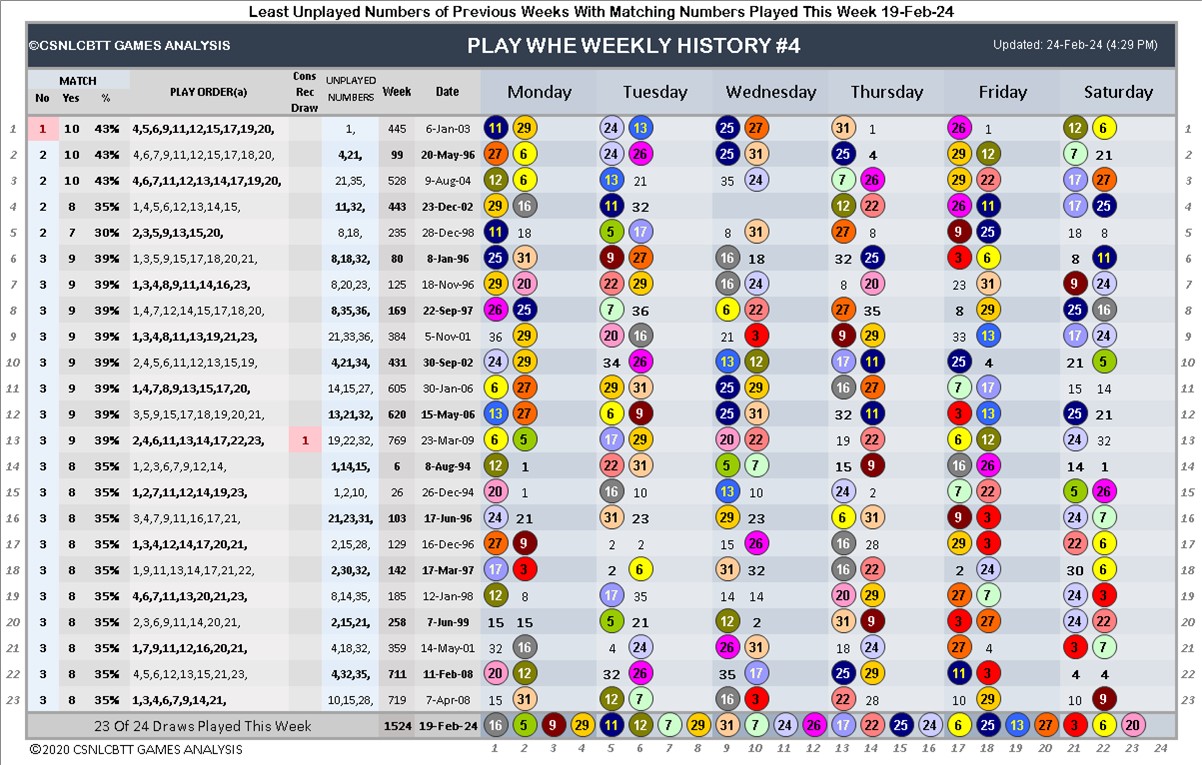 Least Unplayed Numbers of Previous Weeks With Matching Numbers Played This Week 19-Feb-24
©CSNLCBTT GAMES ANALYSIS PLAY WHE WEEKLY HISTORY #4 Updated: 24-Feb-24 (4:29 PM)
MATCH No Yes % PLAY ORDER(a) Cons Rec Draw UNPLAYED NUMBERS Week Date Monday Tuesday Wednesday Thursday Friday Saturday
1 1 10 43% 4,5,6,9,11,12,15,17,19,20, 1, 445 6-Jan-03 11 29 24 13 25 27 31 1 26 1 12 6 1
2 2 10 43% 4,6,7,9,11,12,15,17,18,20, 4,21, 99 20-May-96 27 6 24 26 25 31 25 4 29 12 7 21 2
3 2 10 43% 4,6,7,11,12,13,14,17,19,20, 21,35, 528 9-Aug-04 12 6 13 21 35 24 7 26 29 22 17 27 3
4 2 8 35% 1,4,5,6,12,13,14,15, 11,32, 443 23-Dec-02 29 16 11 32 12 22 26 11 17 25 4
5 2 7 30% 2,3,5,9,13,15,20, 8,18, 235 28-Dec-98 11 18 5 17 8 31 27 8 9 25 18 8 5
6 3 9 39% 1,3,5,9,15,17,18,20,21, 8,18,32, 80 8-Jan-96 25 31 9 27 16 18 32 25 3 6 8 11 6
7 3 9 39% 1,3,4,8,9,11,14,16,23, 8,20,23, 125 18-Nov-96 29 20 22 29 16 24 8 20 23 31 9 24 7
8 3 9 39% 1,4,7,12,14,15,17,18,20, 8,35,36, 169 22-Sep-97 26 25 7 36 6 22 27 35 8 29 25 16 8
9 3 9 39% 1,3,4,8,11,13,19,21,23, 21,33,36, 384 5-Nov-01 36 29 20 16 21 3 9 29 33 13 17 24 9
10 3 9 39% 2,4,5,6,11,12,13,15,19, 4,21,34, 431 30-Sep-02 24 29 34 26 13 12 17 11 25 4 21 5 10
11 3 9 39% 1,4,7,8,9,13,15,17,20, 14,15,27, 605 30-Jan-06 6 27 29 31 25 29 16 27 7 17 15 14 11
12 3 9 39% 3,5,9,15,17,18,19,20,21, 13,21,32, 620 15-May-06 13 27 6 9 25 31 32 11 3 13 25 21 12
13 3 9 39% 2,4,6,11,13,14,17,22,23, 1 19,22,32, 769 23-Mar-09 6 5 17 29 20 22 19 22 6 12 24 32 13
14 3 8 35% 1,2,3,6,7,9,12,14, 1,14,15, 6 8-Aug-94 12 1 22 31 5 7 15 9 16 26 14 1 14
15 3 8 35% 1,2,7,11,12,14,19,23, 1,2,10, 26 26-Dec-94 20 1 16 10 13 10 24 2 7 22 5 26 15
16 3 8 35% 3,4,7,9,11,16,17,21, 21,23,31, 103 17-Jun-96 24 21 31 23 29 23 6 31 9 3 24 7 16
17 3 8 35% 1,3,4,12,14,17,20,21, 2,15,28, 129 16-Dec-96 27 9 2 2 15 26 16 28 29 3 22 6 17
18 3 8 35% 1,9,11,13,14,17,21,22, 2,30,32, 142 17-Mar-97 17 3 2 6 31 32 16 22 2 24 30 6 18
19 3 8 35% 4,6,7,11,13,20,21,23, 8,14,35, 185 12-Jan-98 12 8 17 35 14 14 20 29 27 7 24 3 19
20 3 8 35% 2,3,6,9,11,14,20,21, 2,15,21, 258 7-Jun-99 15 15 5 21 12 2 31 9 3 27 24 22 20
21 3 8 35% 1,7,9,11,12,16,20,21, 4,18,32, 359 14-May-01 32 16 4 24 26 31 18 24 27 4 3 7 21
22 3 8 35% 4,5,6,12,13,15,21,23, 4,32,35, 711 11-Feb-08 20 12 32 26 35 17 25 29 11 3 4 4 22
23 3 8 35% 1,3,4,6,7,9,14,21, 10,15,28, 719 7-Apr-08 15 31 12 7 16 3 22 28 10 29 10 9 23
23 Of 24 Draws Played This Week 1524 19-Feb-24 16 5 9 29 11 12 7 29 31 7 24 26 17 22 25 24 6 25 13 27 3 6 20
©2020 CSNLCBTT GAMES ANALYSIS 1 2 3 4 5 6 7 8 9 10 11 12 13 14 15 16 17 18 19 20 21 22 23 24